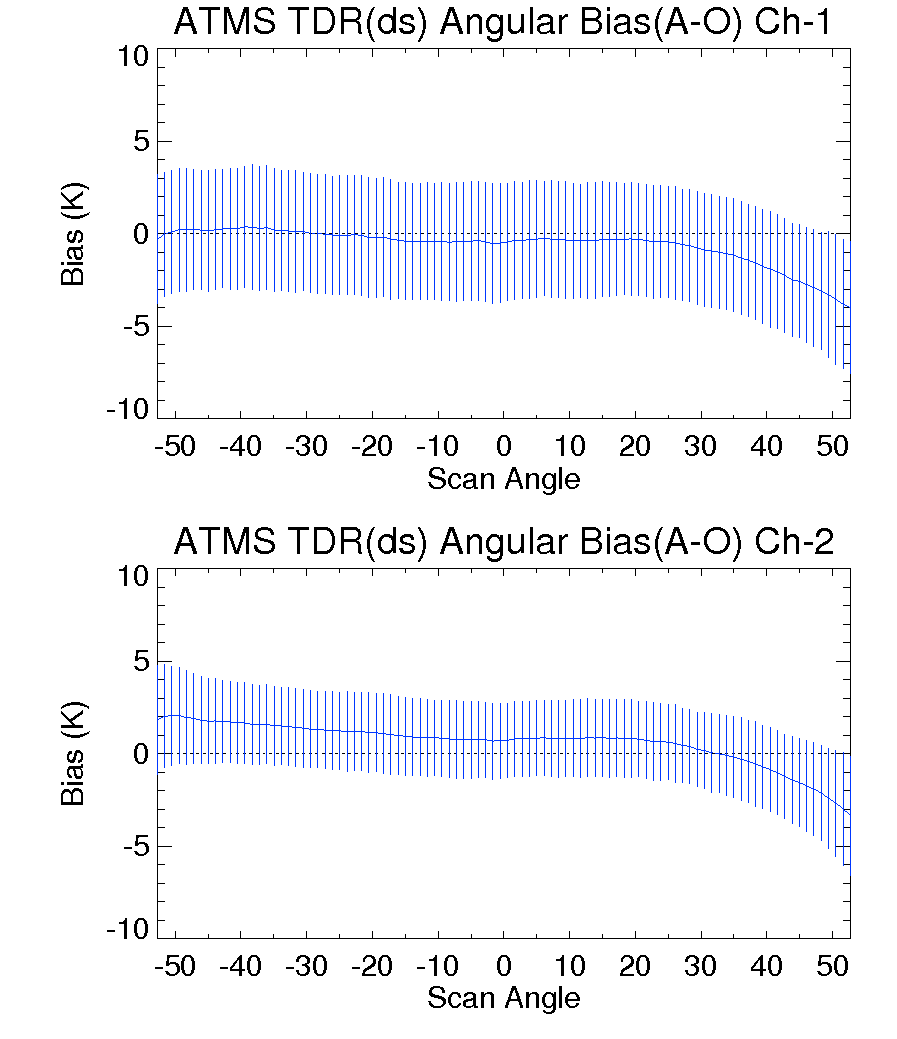 ATMS TDR(ds) Angular Bias(A-O) Ch-1
10
5
0
-5
-10
Bias (K)
-50 -40 -30 -20 -10 0 10 20 30 40 50
Scan Angle
ATMS TDR(ds) Angular Bias(A-O) Ch-2
10
5
0
-5
-10
Bias (K)
-50 -40 -30 -20 -10 0 10 20 30 40 50
Scan Angle